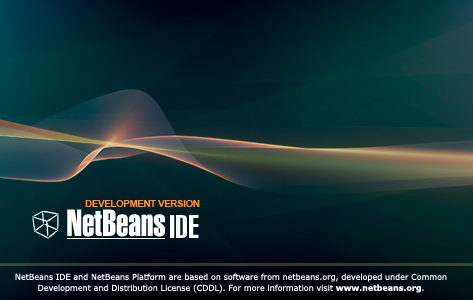 DEVELOPMENT VERSION
NetBeans IDE
NetBeans IDE and NetBeans Platform are based on software from netbeans.org, developed under Common
Development and Distribution License (CDDL). For more information visit www.netbeans.org.